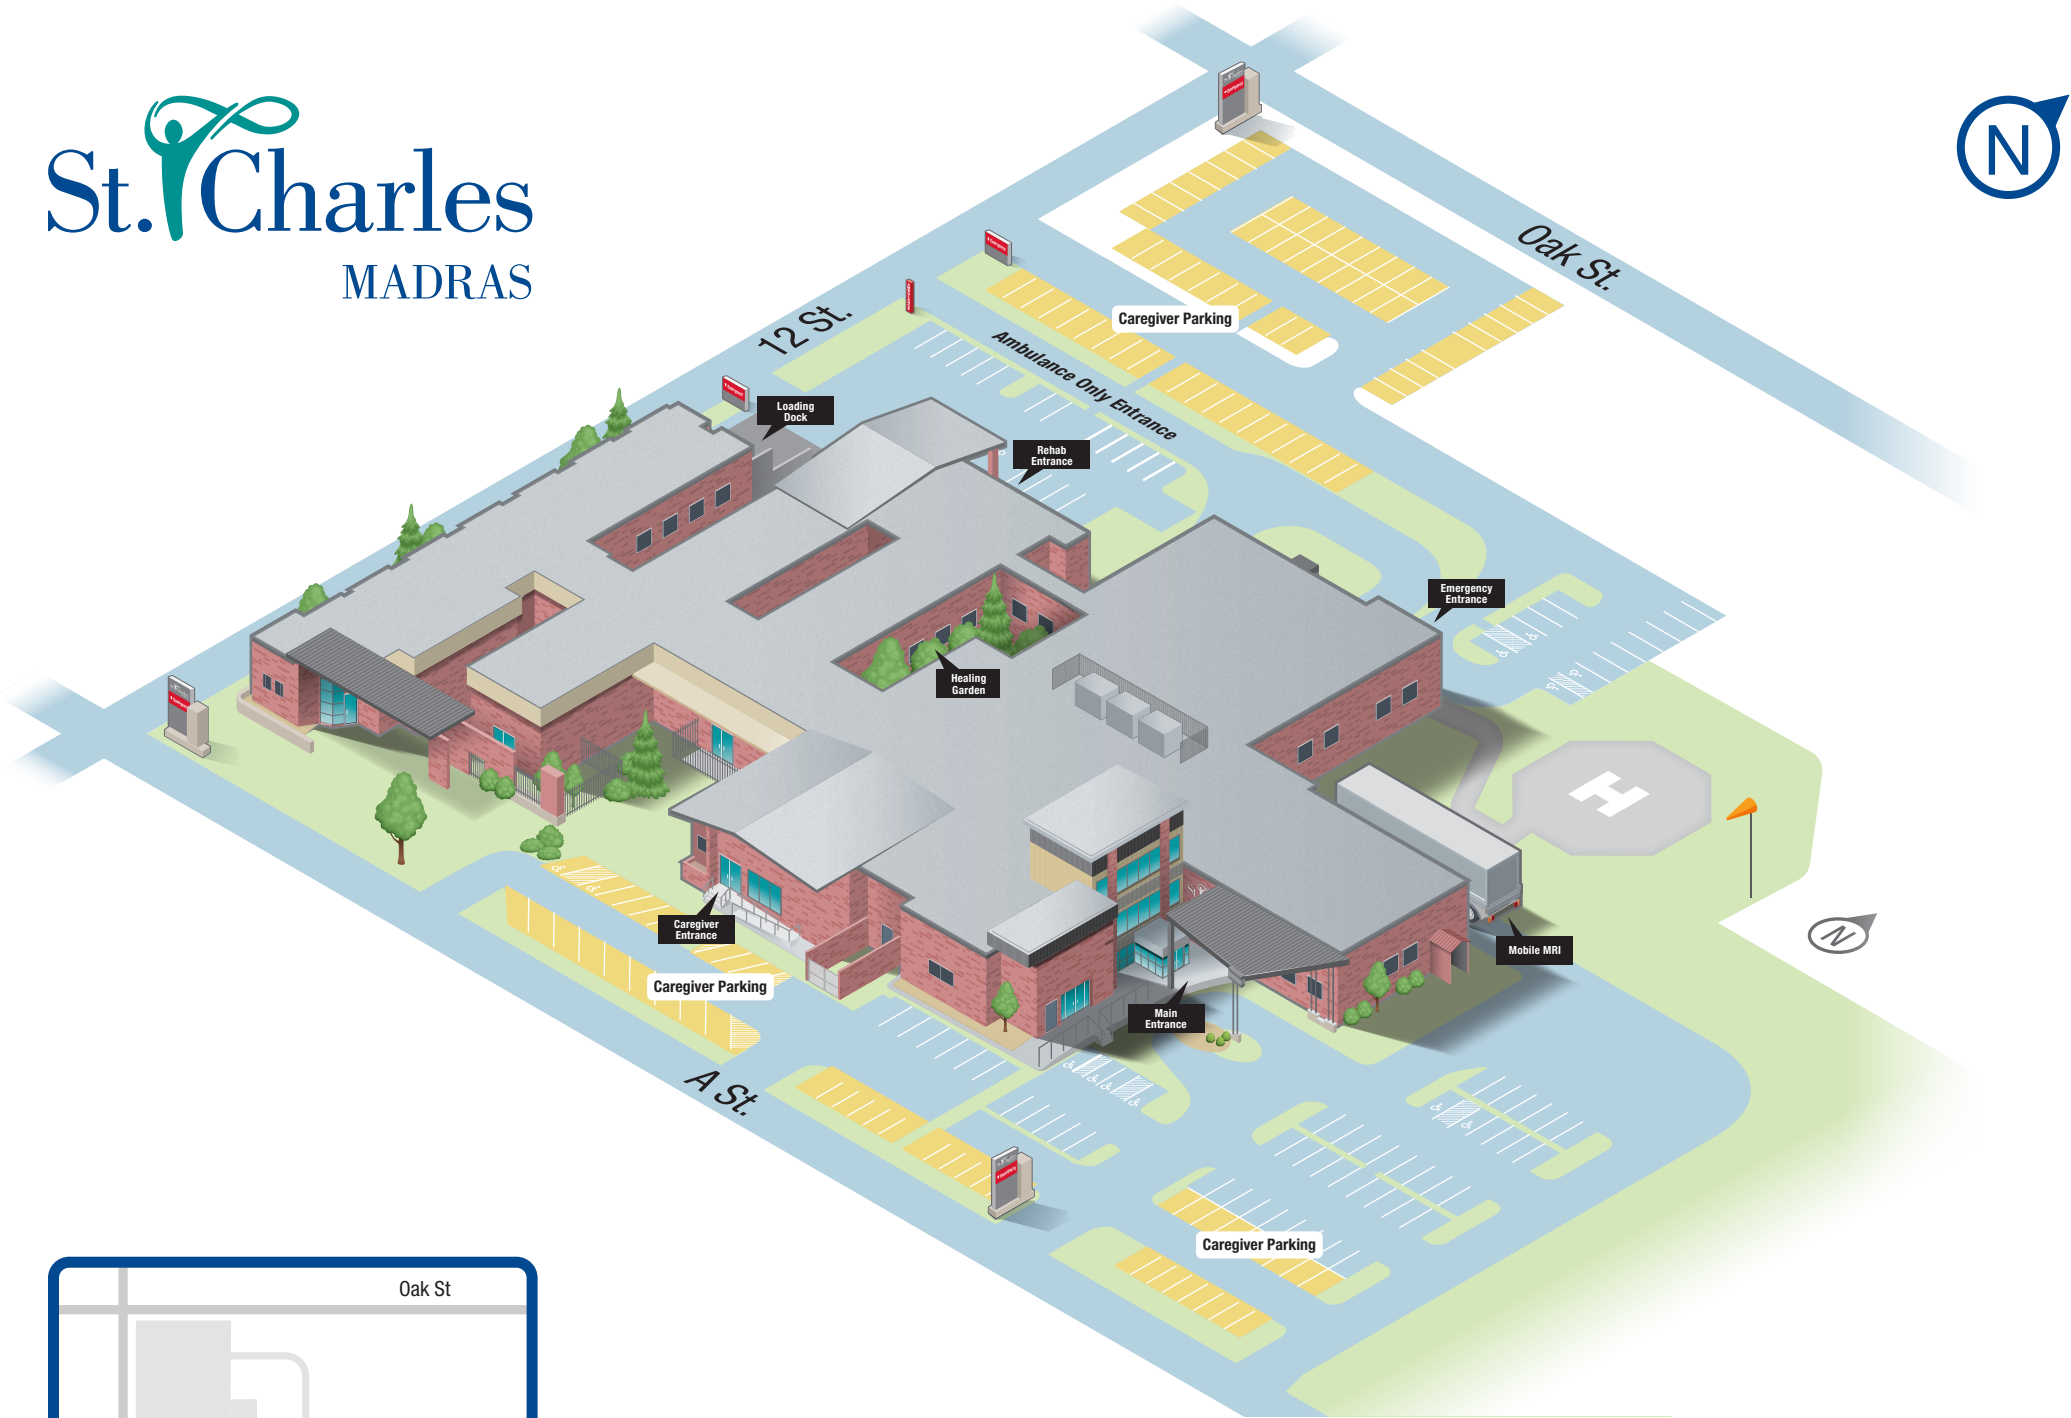 St. Charles
MADRAS
N
Oak St.
12 St.
Caregiver Parking
Ambulance Only Entrance
Loading
Dock
Rehab
Entrance
Emergency
Entrance
Healing
Garden
H
N
Caregiver
Entrance
Mobile MRI
Caregiver Parking
Main
Entrance
A St.
Caregiver Parking
Oak St